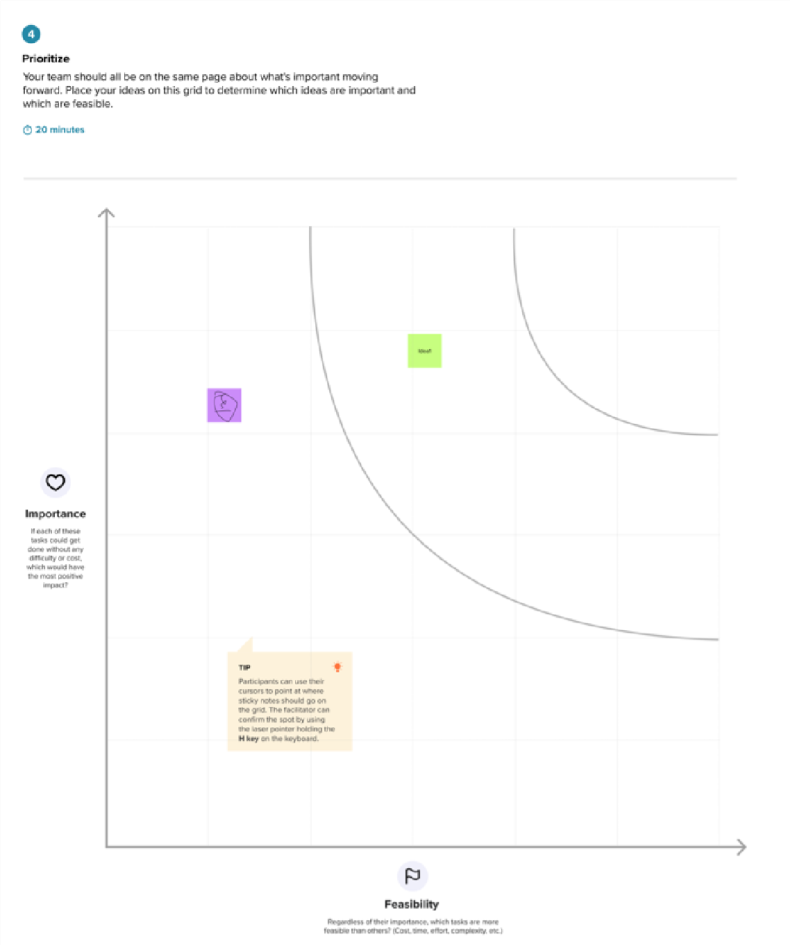 4
Prioritize
Your team should all be on the same page about what's important moving
forward. Place your ideas on this grid to determine which ideas are important and
which are feasible.
20 minutes
Importance
If each of these
tasks could get
done without any
difficulty or cost,
which would have
the most positive
impact?
TIP
Participants can use their
cursors to point at where
sticky notes should go on
the grid. The facilitator can
confirm the spot by using
the laser pointer holding the
H key on the keyboard.
Feasibility
Regardless of their importance, which tasks are more
feasible than others? (Cost, time, effort, complexity, etc.)